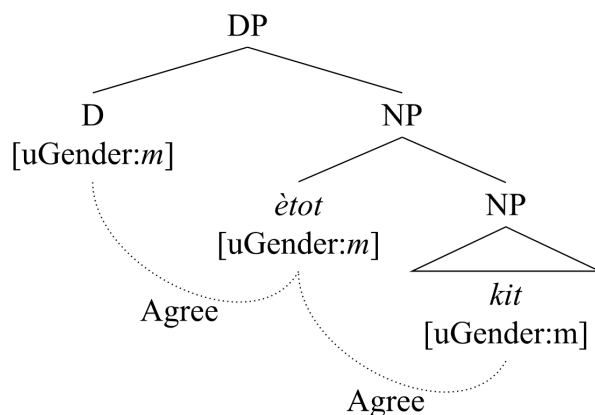 DP
D NP
[uGender:m]
ètot NP
[uGender:m]
kit
Agree [uGender:m]
Agree